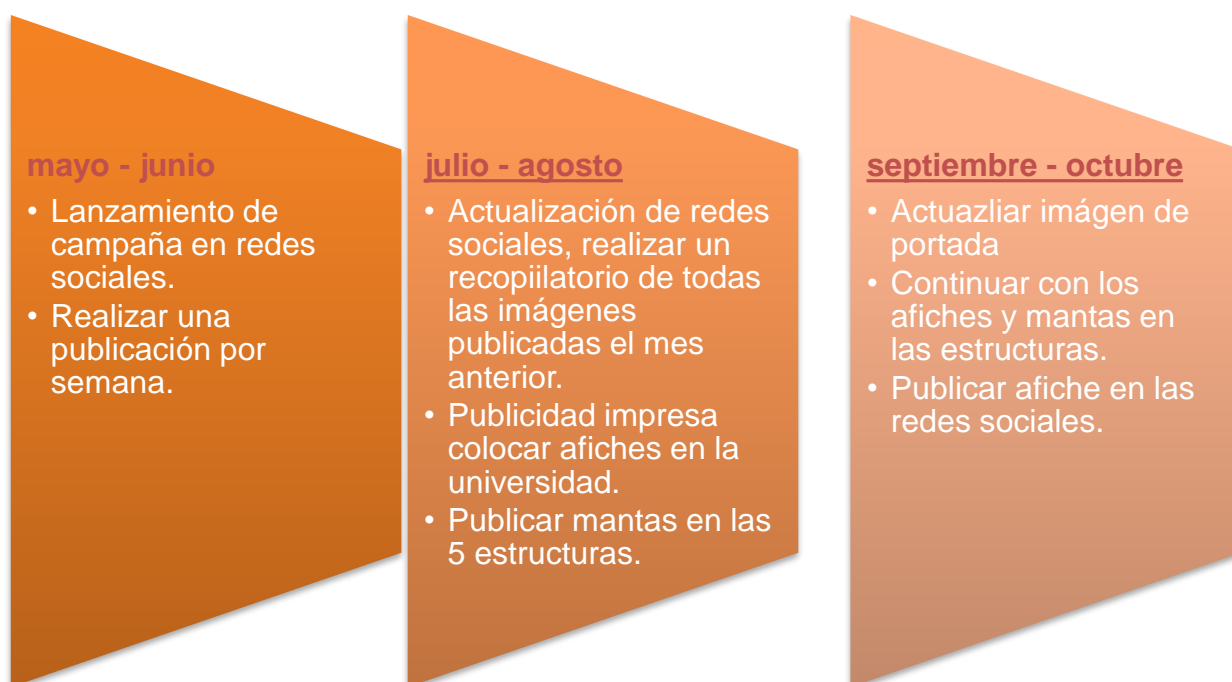 mayo - junio
• Lanzamiento de
campaña en redes
sociales.
• Realizar una
publicación por
semana.
julio - agosto
• Actualización de redes
sociales, realizar un
recopiilatorio de todas
las imágenes
publicadas el mes
anterior.
• Publicidad impresa
colocar afiches en la
universidad.
• Publicar mantas en las
5 estructuras.
septiembre - octubre
• Actuazliar imágen de
portada
• Continuar con los
afiches y mantas en
las estructuras.
• Publicar afiche en las
redes sociales.